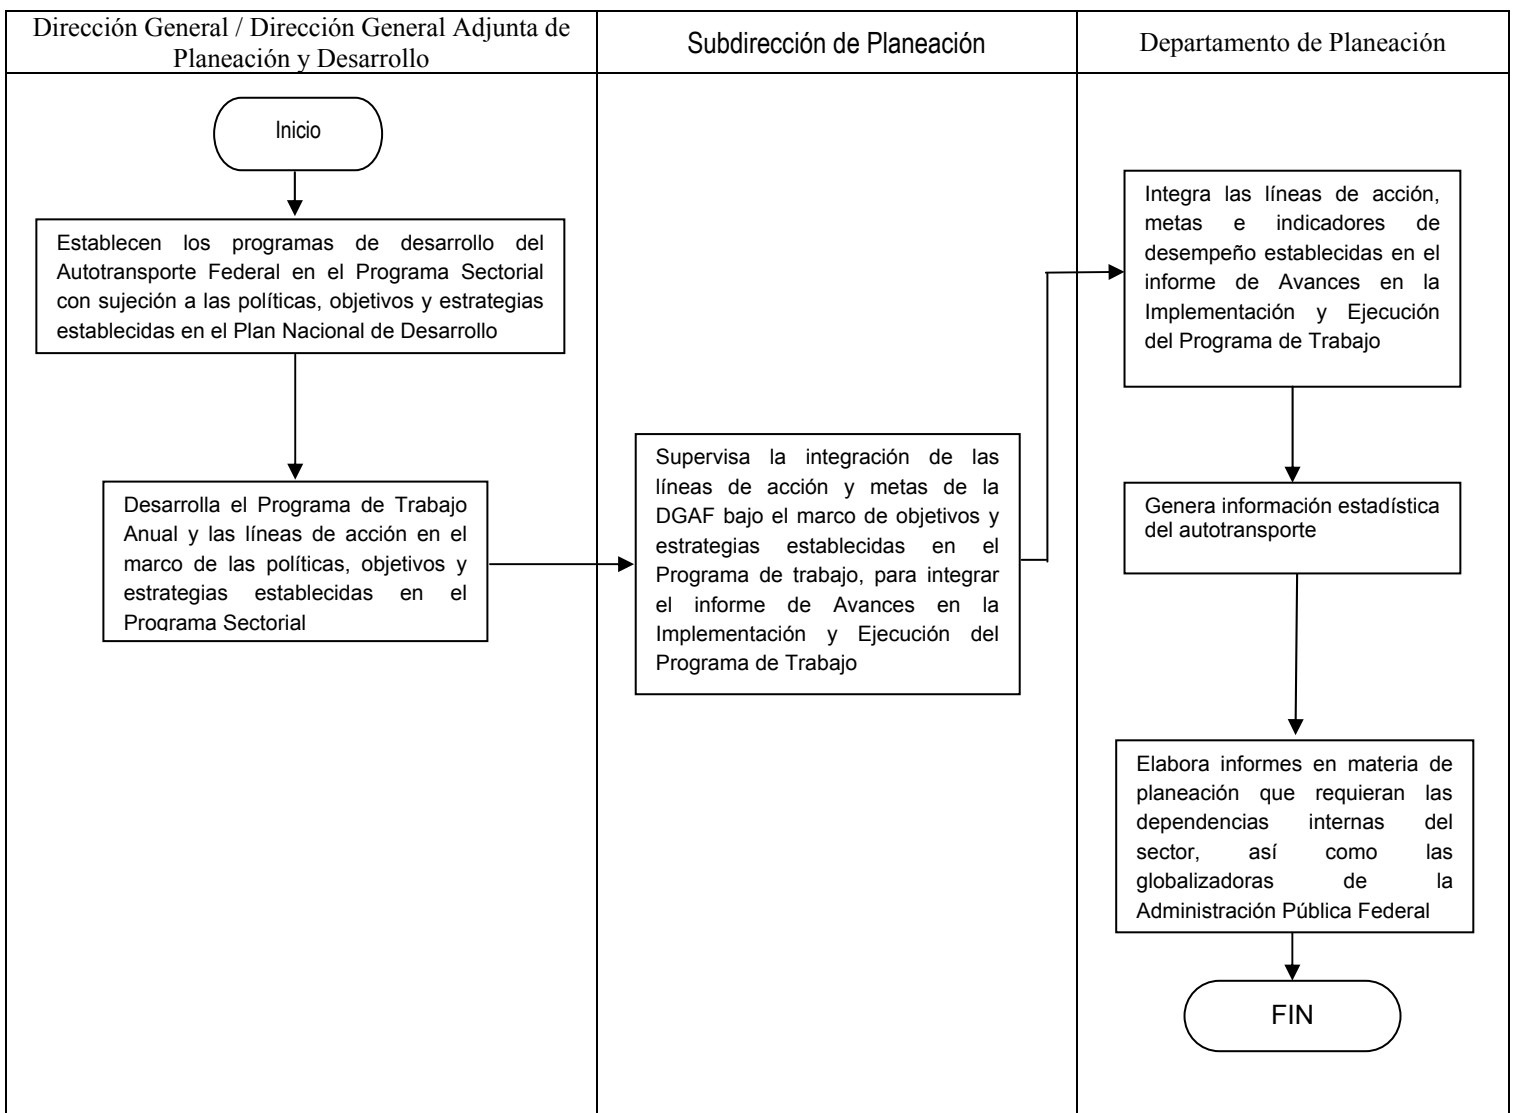 Dirección General / Dirección General Adjunta de
Planeación y Desarrollo
Subdirección de Planeación
Departamento de Planeación
Inicio
Establecen los programas de desarrollo del
Autotransporte Federal en el Programa Sectorial
con sujeción a las políticas, objetivos y estrategias
establecidas en el Plan Nacional de Desarrollo
Desarrolla el Programa de Trabajo
Anual y las líneas de acción en el
marco de las políticas, objetivos y
estrategias establecidas en el
Programa Sectorial
Supervisa la integración de las
líneas de acción y metas de la
DGAF bajo el marco de objetivos y
estrategias establecidas en el
Programa de trabajo, para integrar
el informe de Avances en la
Implementación y Ejecución del
Programa de Trabajo
Integra las líneas de acción,
metas e indicadores de
desempeño establecidas en el
informe de Avances en la
Implementación y Ejecución
del Programa de Trabajo
Genera información estadística
del autotransporte
Elabora informes en materia de
planeación que requieran las
dependencias internas del
sector, así como las
globalizadoras de la
Administración Pública Federal
FIN